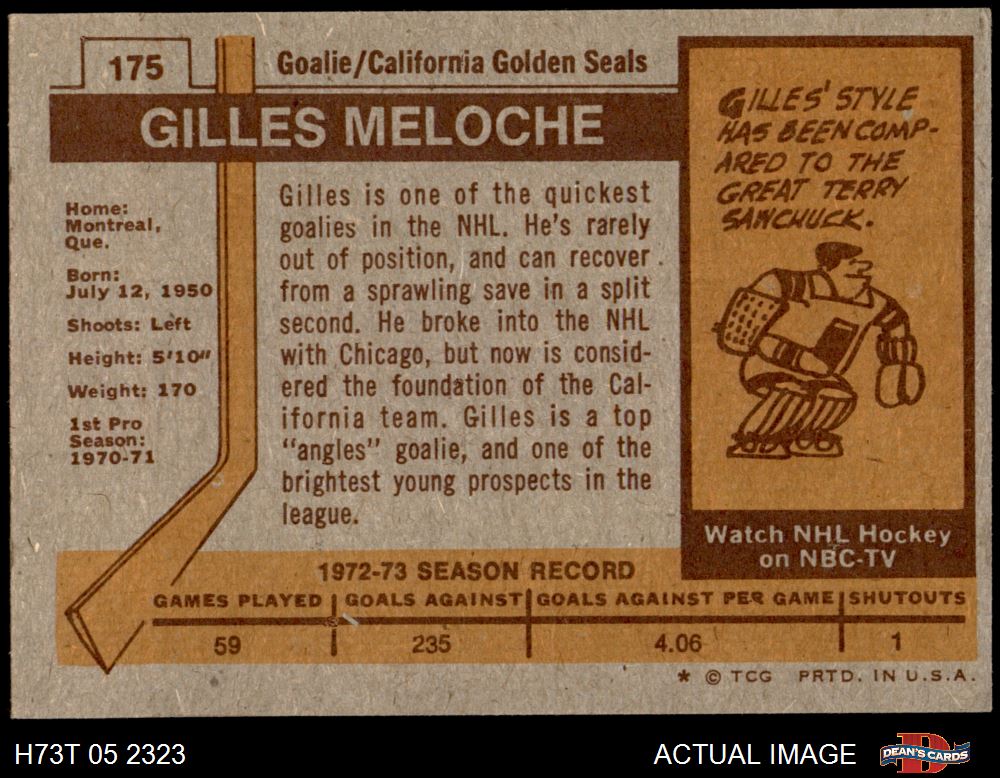 175
Goalie/California Golden Seals
GILLES MELOCHE
Home:
Montreal,
Que.
Born:
July 12, 1950
Shoots: Left
Height: 5'10"
Weight: 170
1st Pro
Season:
1970-71
Gilles is one of the quickest
goalies in the NHL. He's rarely
out of position, and can recover
from a sprawling save in a split
second. He broke into the NHL
with Chicago, but now is consid-
ered the foundation of the Cal-
ifornia team. Gilles is a top
"angles" goalie, and one of the
brightest young prospects in the
league.
GILLES' STYLE
HAS BEEN COMP-
ARED TO THE
GREAT TERRY
SAWCHUCK.
Watch NHL Hockey
on NBC-TV
1972-73 SEASON RECORD
GAMES PLAYED GOALS AGAINST GOALS AGAINST PER GAME SHUTOUTS
59 235 4.06 1
* © TCG PRTD. IN U.S.A.
H73T 05 2323 ACTUAL IMAGE DEAN'S CARDS